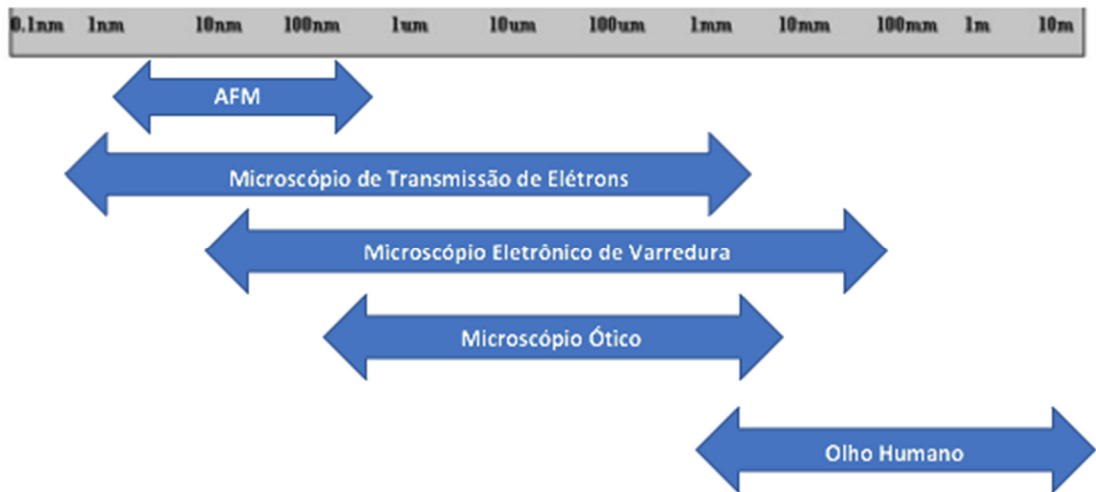 0.1nm 1nm 10nm 100nm 1um 10um 100um 1mm 10mm 100mm 1m 10m
AFM
Microscópio de Transmissão de Elétrons
Microscópio Eletrônico de Varredura
Microscópio Ótico
Olho Humano